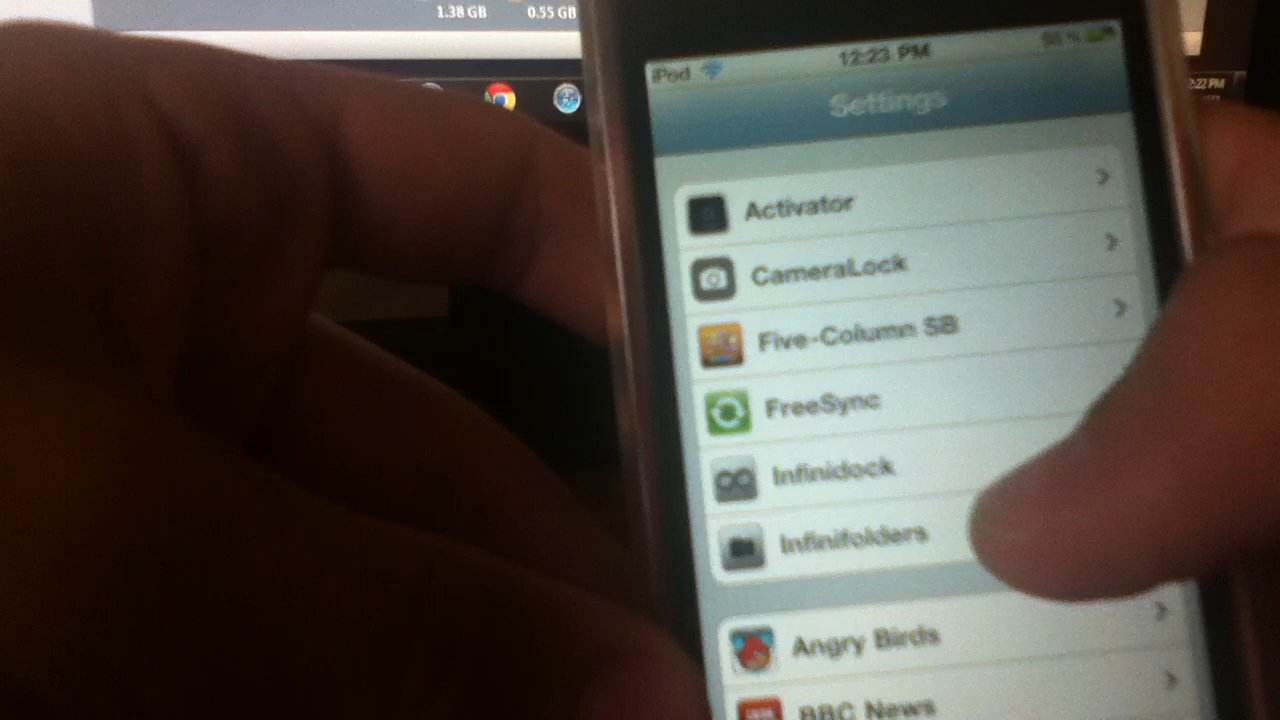 1.38 GB 0.55 GB
iPod 12:23 PM
Settings
Activator
CameraLock
Five-Column SB
FreeSync
Infinidock
Infinifolders
Angry Birds
BBC News